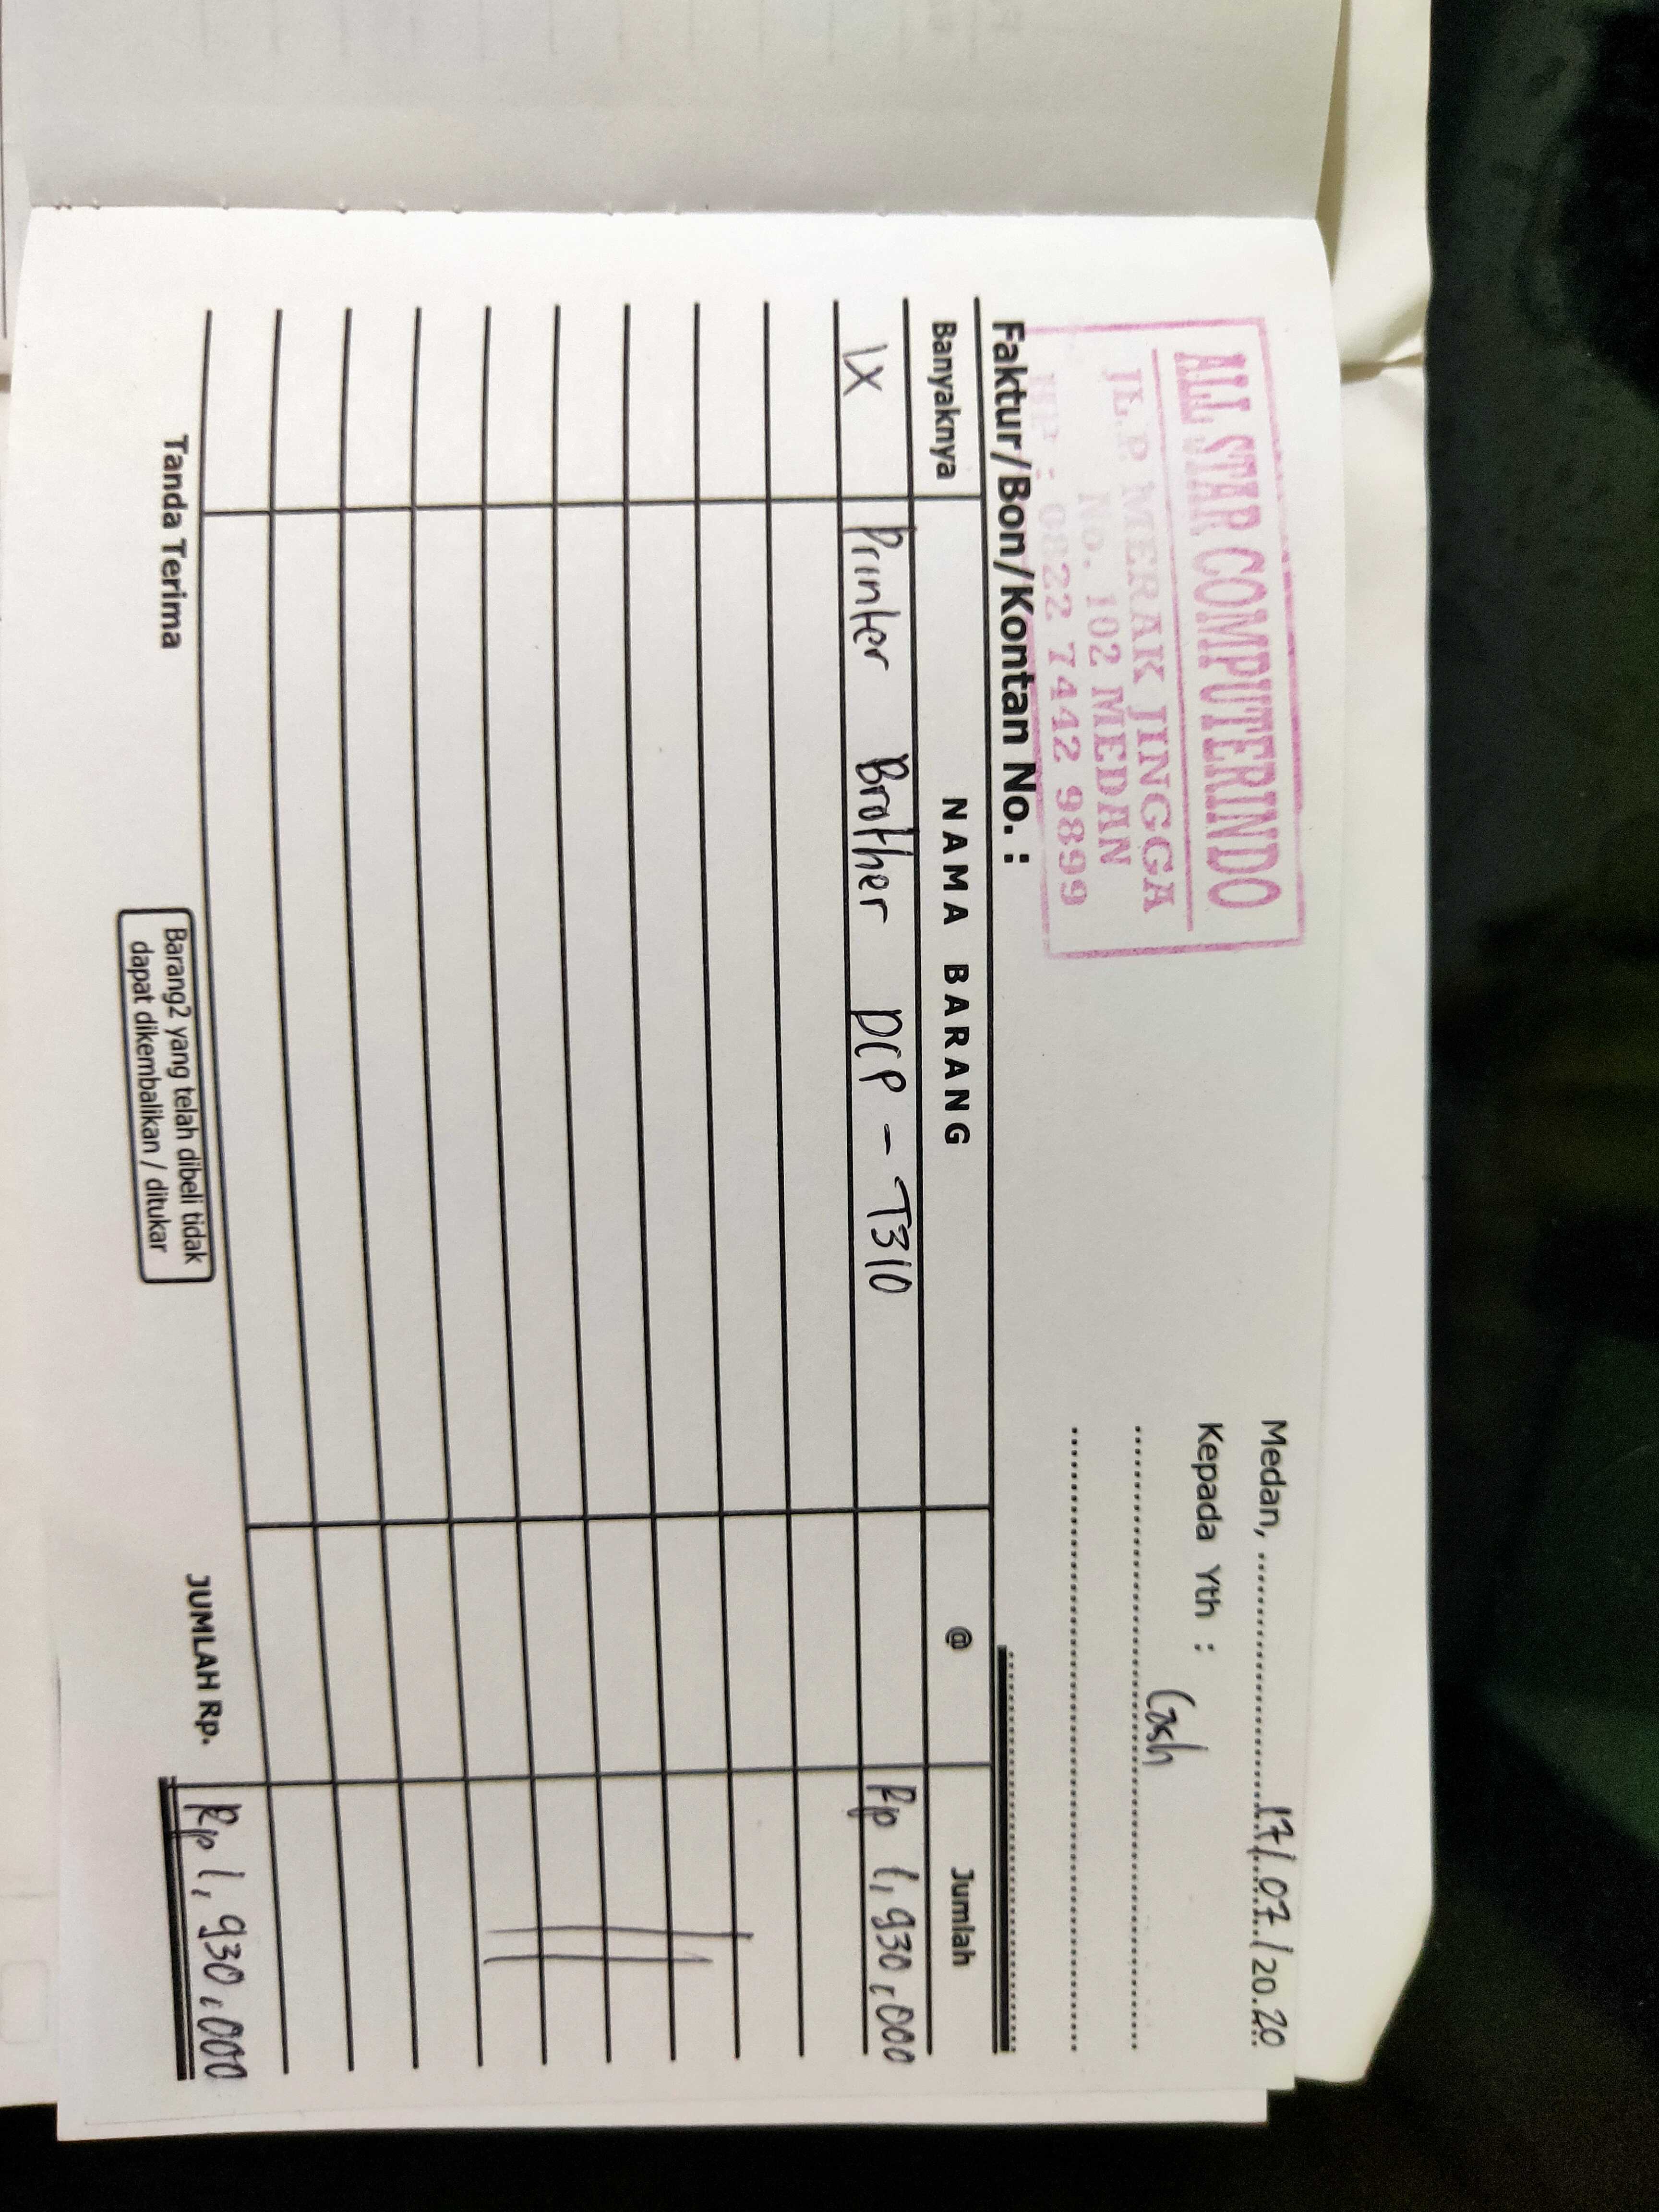 ALL STAR COMPUTERINDO
JL.P. MERAK JINGGA
No. 102 MEDAN
HP : 0822 7442 9899
Medan, 17/07/2020
Kepada Yth :
Cash
Faktur/Bon/Kontan No. :
Banyaknya NAMA BARANG @ Jumlah
1X Printer Brother DCP-T310 Rp 1,930,000
Tanda Terima
Barang2 yang telah dibeli tidak
dapat dikembalikan / ditukar
JUMLAH Rp. Rp 1,930,000